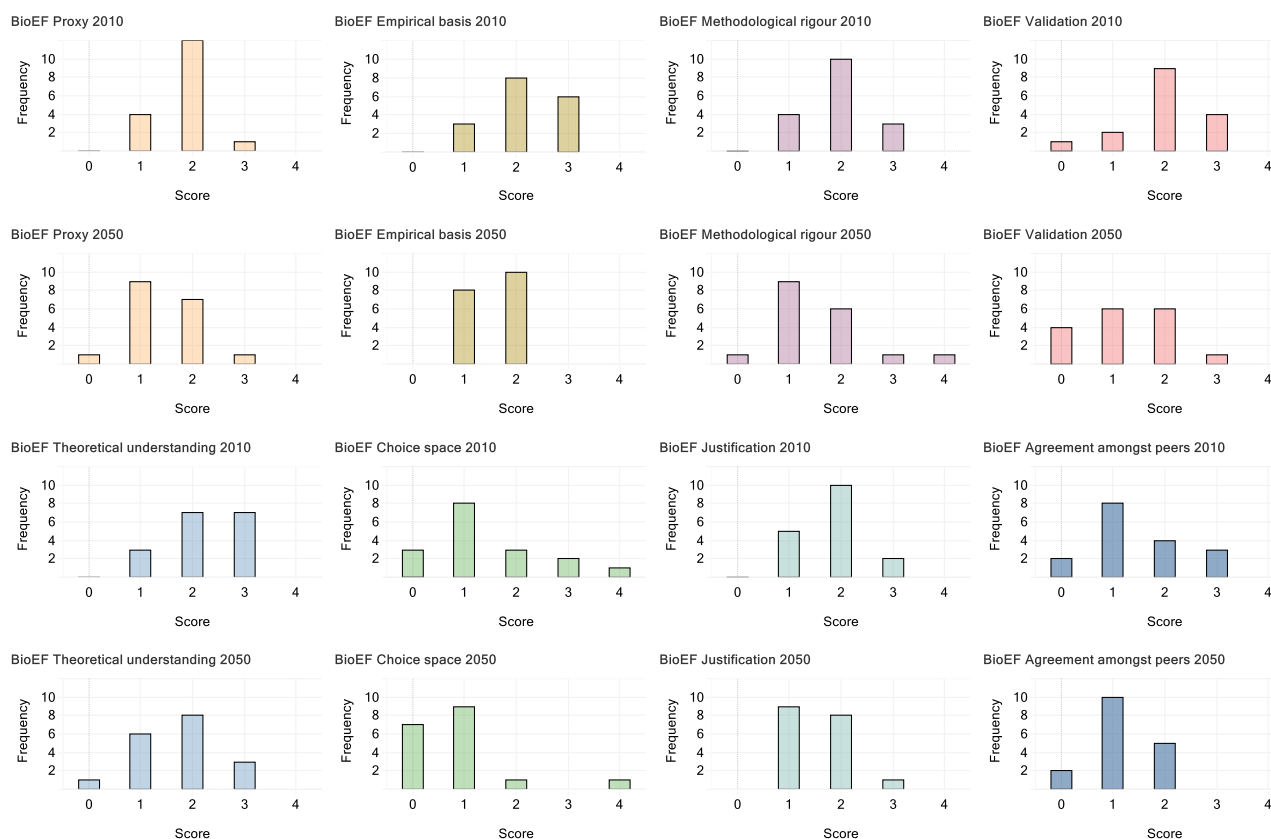 BioEF Proxy 2010
10
8
6
4
2
Frequency
0 1 2 3 4
Score
BioEF Empirical basis 2010
10
8
6
4
2
Frequency
0 1 2 3 4
Score
BioEF Methodological rigour 2010
10
8
6
4
2
Frequency
0 1 2 3 4
Score
BioEF Validation 2010
10
8
6
4
2
Frequency
0 1 2 3 4
Score
BioEF Proxy 2050
10
8
6
4
2
Frequency
0 1 2 3 4
Score
BioEF Empirical basis 2050
10
8
6
4
2
Frequency
0 1 2 3 4
Score
BioEF Methodological rigour 2050
10
8
6
4
2
Frequency
0 1 2 3 4
Score
BioEF Validation 2050
10
8
6
4
2
Frequency
0 1 2 3 4
Score
BioEF Theoretical understanding 2010
10
8
6
4
2
Frequency
0 1 2 3 4
Score
BioEF Choice space 2010
10
8
6
4
2
Frequency
0 1 2 3 4
Score
BioEF Justification 2010
10
8
6
4
2
Frequency
0 1 2 3 4
Score
BioEF Agreement amongst peers 2010
10
8
6
4
2
Frequency
0 1 2 3 4
Score
BioEF Theoretical understanding 2050
10
8
6
4
2
Frequency
0 1 2 3 4
Score
BioEF Choice space 2050
10
8
6
4
2
Frequency
0 1 2 3 4
Score
BioEF Justification 2050
10
8
6
4
2
Frequency
0 1 2 3 4
Score
BioEF Agreement amongst peers 2050
10
8
6
4
2
Frequency
0 1 2 3 4
Score